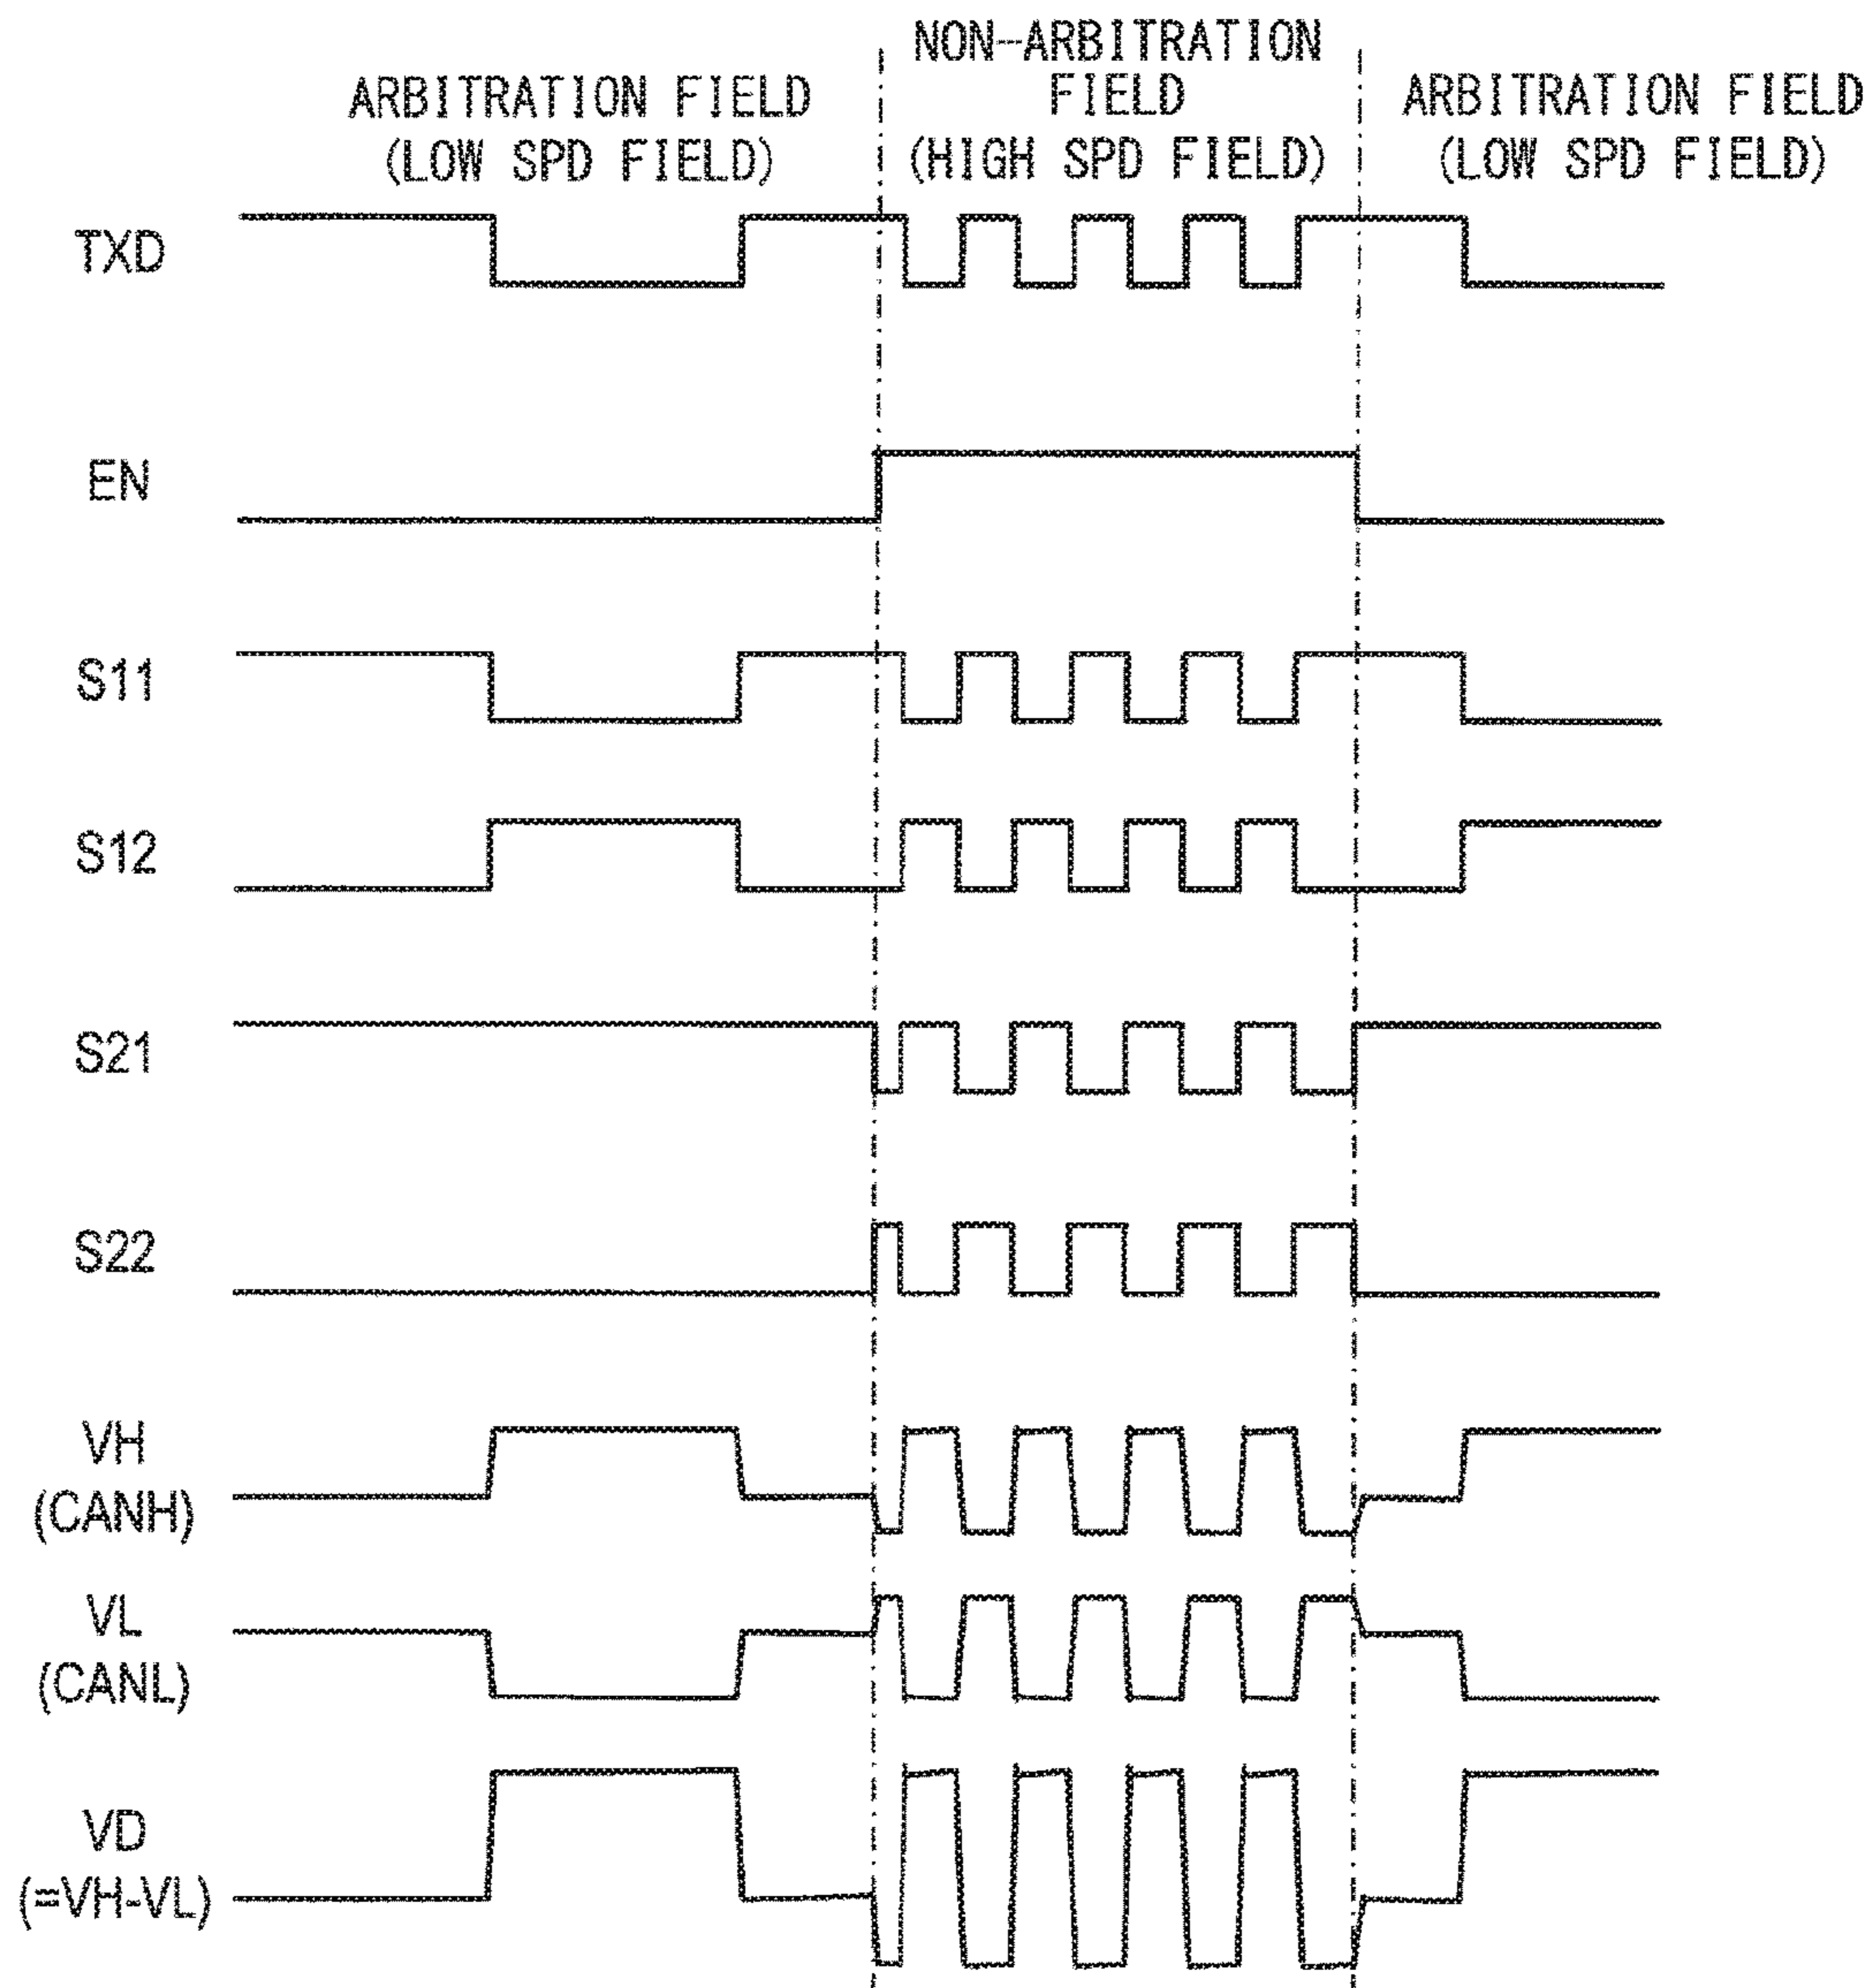 ARBITRATION FIELD
(LOW SPD FIELD)
NON-ARBITRATION
FIELD
(HIGH SPD FIELD)
ARBITRATION FIELD
(LOW SPD FIELD)
TXD
EN
S11
S12
S21
S22
VH
(CANH)
VL
(CANL)
VD
(=VH-VL)